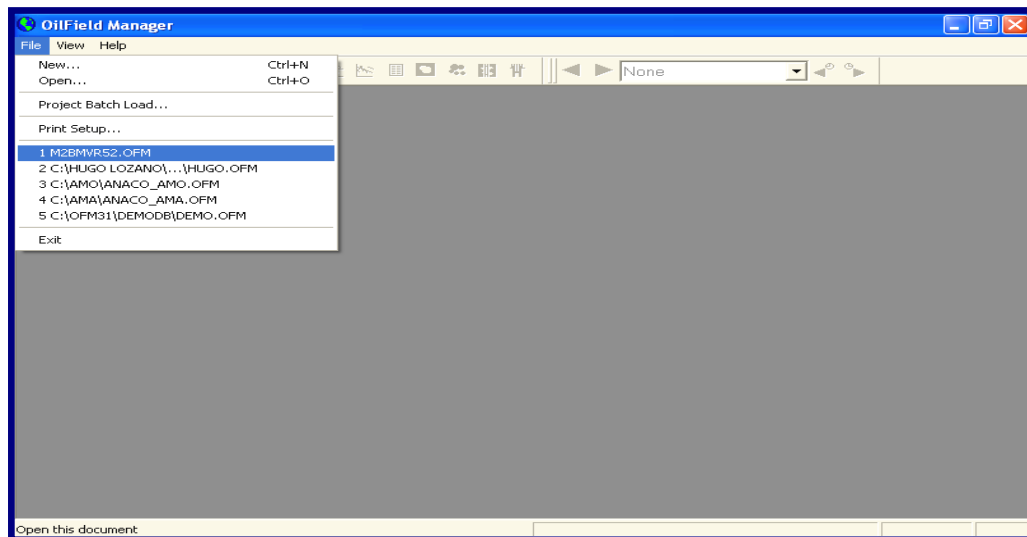 OilField Manager
File View Help
New... Ctrl+N
Open... Ctrl+O
None
Project Batch Load...
Print Setup...
1 M2BMVR52.OFM
2 C:\HUGO LOZANO\...\HUGO.OFM
3 C:\AMO\ANACO_AMO.OFM
4 C:\AMA\ANACO_AMA.OFM
5 C:\OFM31\DEMODB\DEMO.OFM
Exit
Open this document